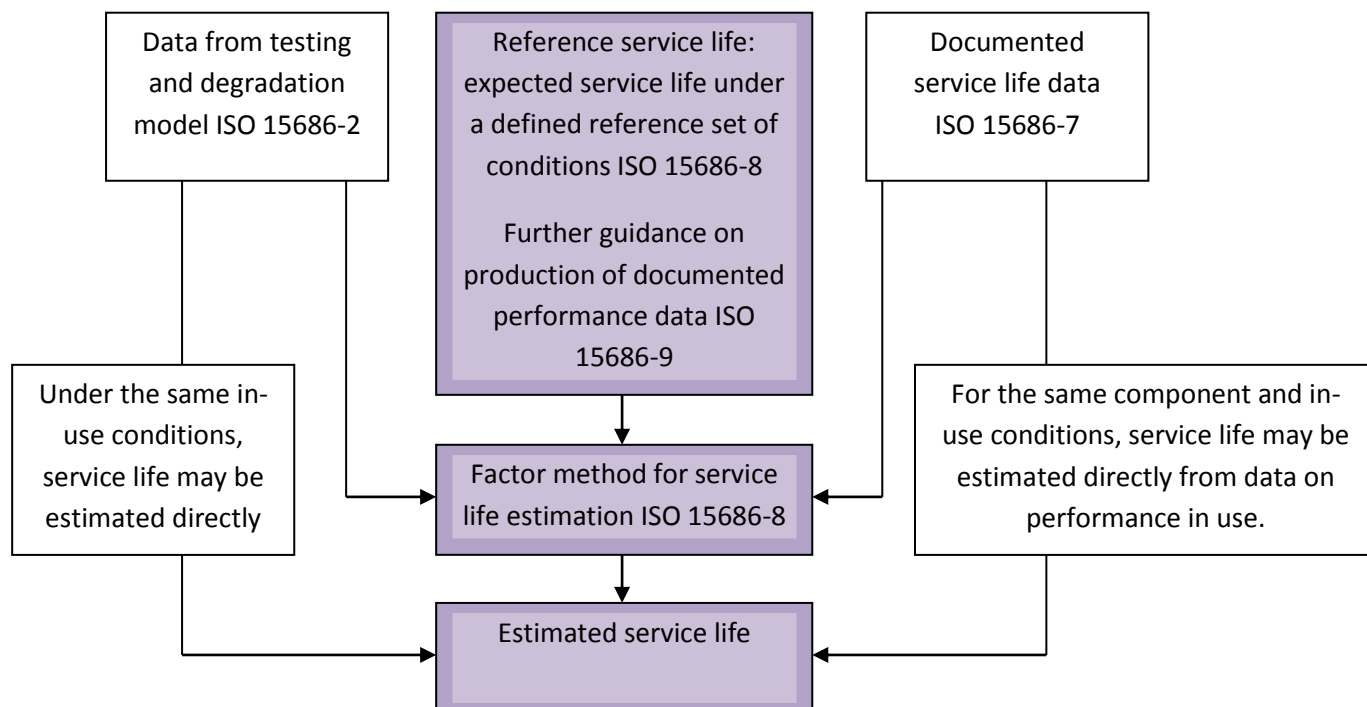 Data from testing
and degradation
model ISO 15686-2
Reference service life:
expected service life under
a defined reference set of
conditions ISO 15686-8
Further guidance on
production of documented
performance data ISO
15686-9
Documented
service life data
ISO 15686-7
Under the same in-
use conditions,
service life may be
estimated directly
For the same component and in-
use conditions, service life may be
estimated directly from data on
performance in use.
Factor method for service
life estimation ISO 15686-8
Estimated service life